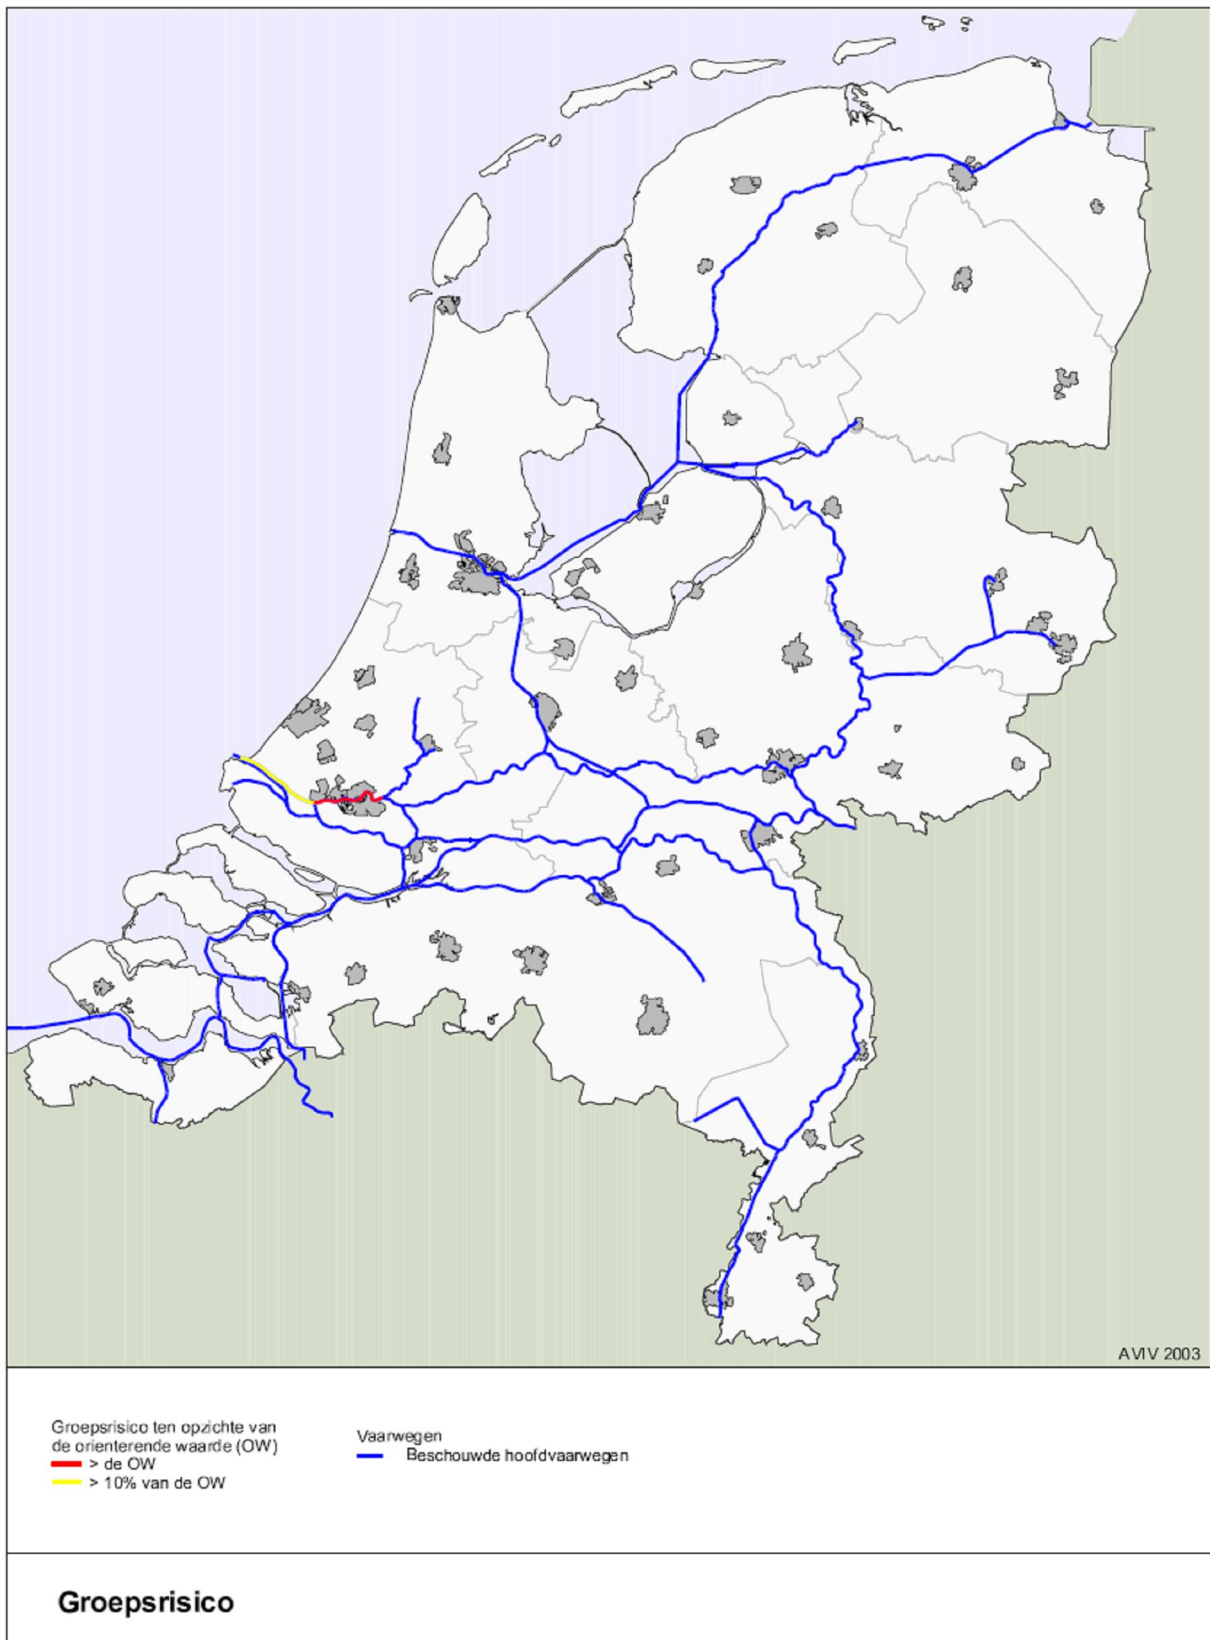 AVIV 2003
Groepsrisico ten opzichte van
de orienterende waarde (OW)
> de OW
> 10% van de OW
Vaarwegen
Beschouwde hoofdvaarwegen
Groepsrisico